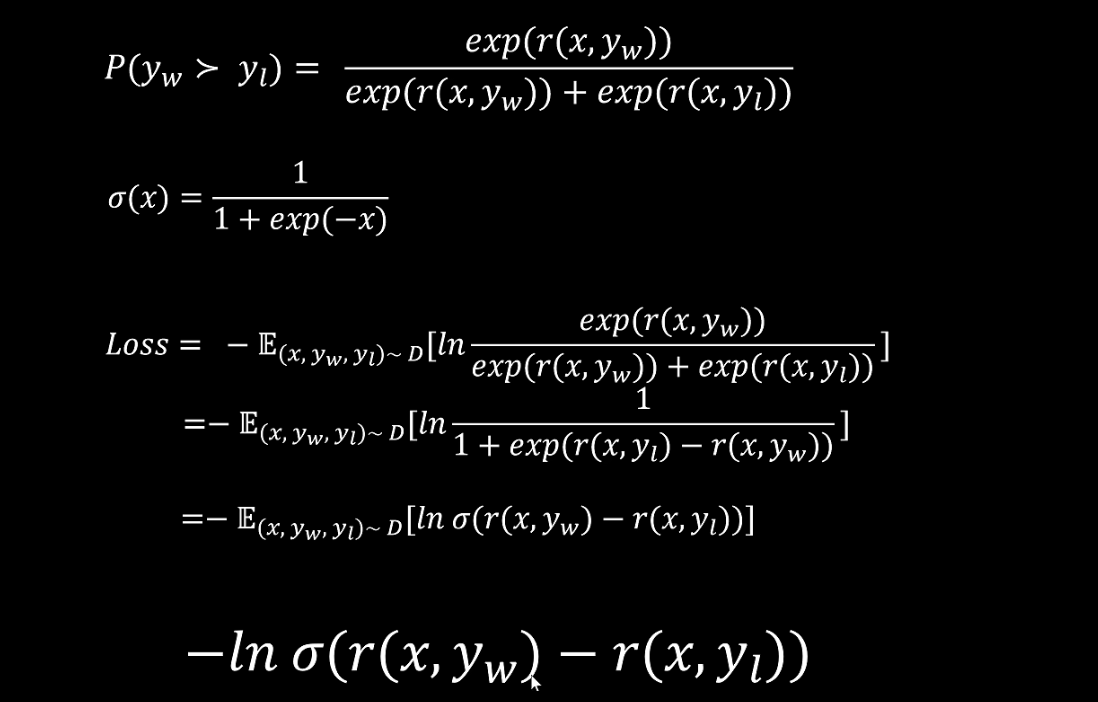 P(y_w ≻ y_l) = exp(r(x, y_w)) / exp(r(x, y_w)) + exp(r(x, y_l))
σ(x) = 1 / 1 + exp(−x)
Loss = − 𝔼_(x, y_w, y_l)~ D [ln exp(r(x, y_w)) / exp(r(x, y_w)) + exp(r(x, y_l))]
=− 𝔼_(x, y_w, y_l)~ D [ln 1 / 1 + exp(r(x, y_l) − r(x, y_w))]
=− 𝔼_(x, y_w, y_l)~ D [ln σ(r(x, y_w) − r(x, y_l))]
−ln σ(r(x, y_w) − r(x, y_l))